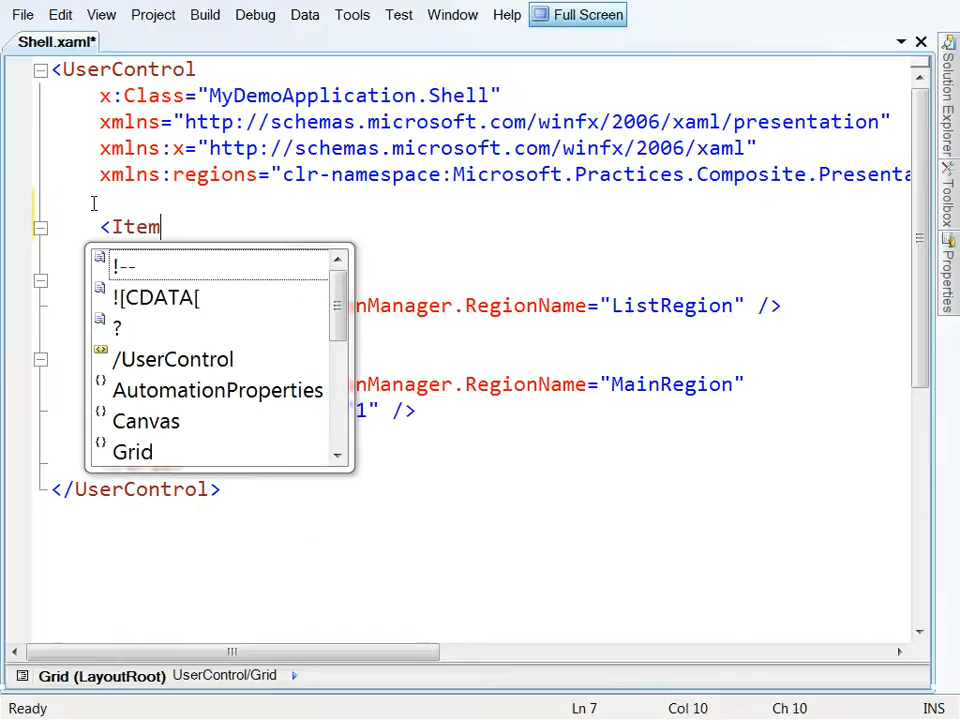 File Edit View Project Build Debug Data Tools Test Window Help Full Screen
Shell.xaml*
<UserControl
x:Class="MyDemoApplication.Shell"
xmlns="http://schemas.microsoft.com/winfx/2006/xaml/presentation"
xmlns:x="http://schemas.microsoft.com/winfx/2006/xaml"
xmlns:regions="clr-namespace:Microsoft.Practices.Composite.Presenta
<Item
!--
![CDATA[
?
/UserControl
AutomationProperties
Canvas
Grid
nManager.RegionName="ListRegion" />
nManager.RegionName="MainRegion"
1" />
</UserControl>
Solution Explorer
Toolbox
Properties
Grid (LayoutRoot) UserControl/Grid
Ready Ln 7 Col 10 Ch 10 INS